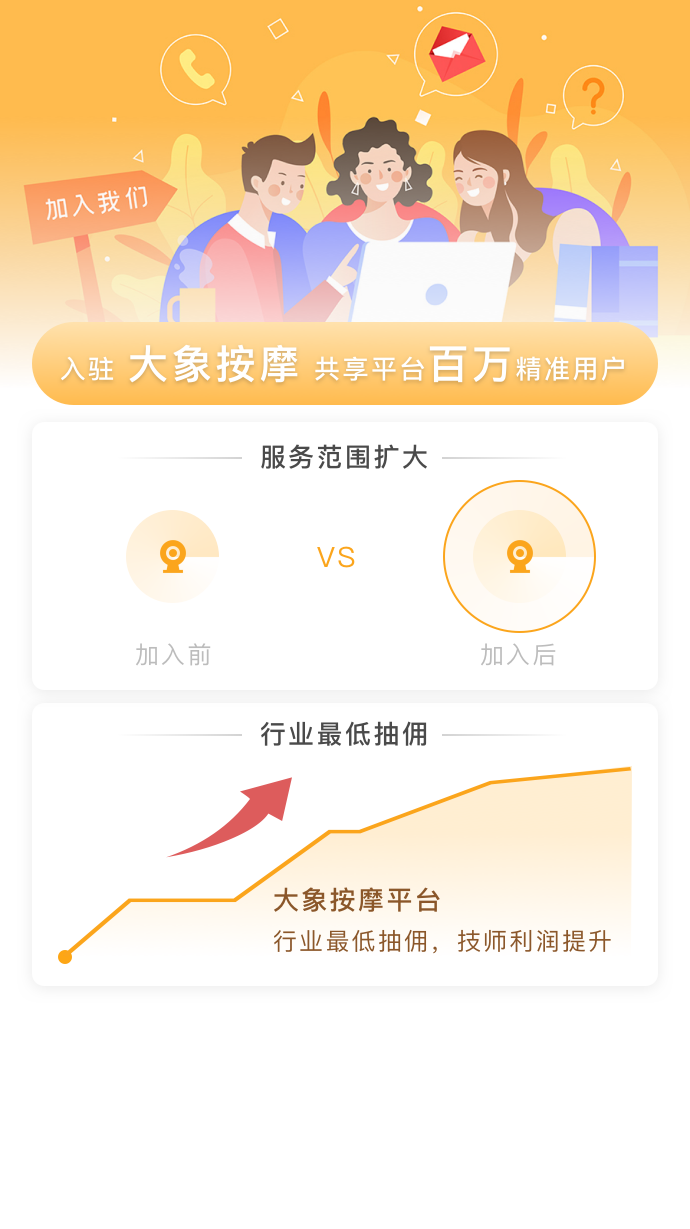 加入我们
入驻 大象按摩 共享平台百万精准用户
服务范围扩大
VS
加入前
加入后
行业最低抽佣
大象按摩平台
行业最低抽佣，技师利润提升